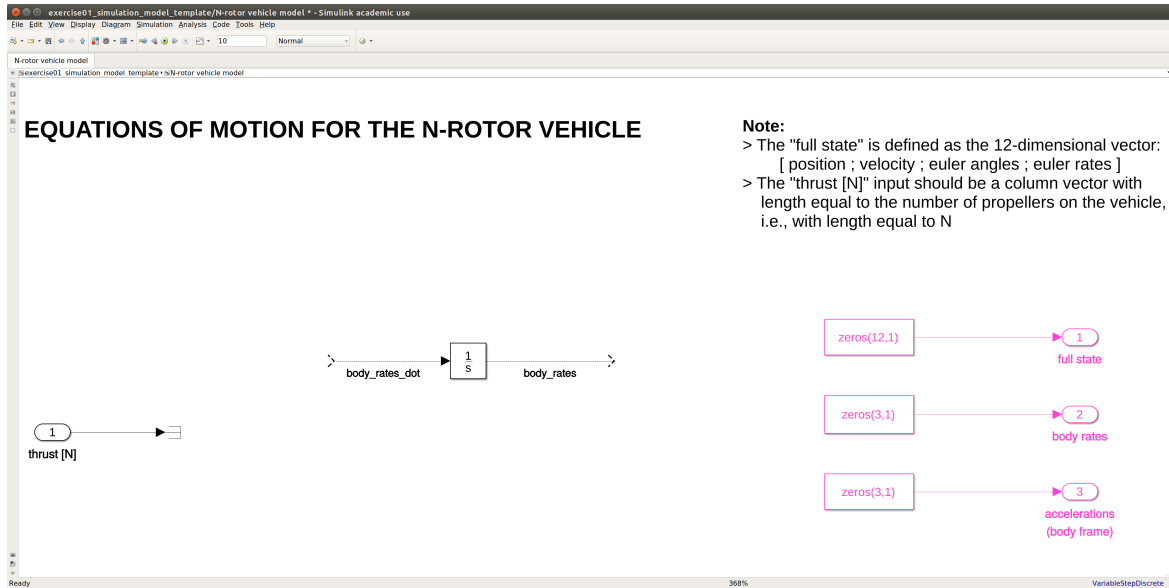 exercise01_simulation_model_template/N-rotor vehicle model * - Simulink academic use
File Edit View Display Diagram Simulation Analysis Code Tools Help
10
Normal
N-rotor vehicle model
exercise01_simulation_model_template
N-rotor vehicle model
EQUATIONS OF MOTION FOR THE N-ROTOR VEHICLE
Note:
> The "full state" is defined as the 12-dimensional vector:
[ position ; velocity ; euler angles ; euler rates ]
> The "thrust [N]" input should be a column vector with
length equal to the number of propellers on the vehicle,
i.e., with length equal to N
zeros(12,1)
1
full state
1
s
body_rates_dot
body_rates
zeros(3,1)
2
body rates
1
thrust [N]
zeros(3,1)
3
accelerations
(body frame)
Ready
368%
VariableStepDiscrete